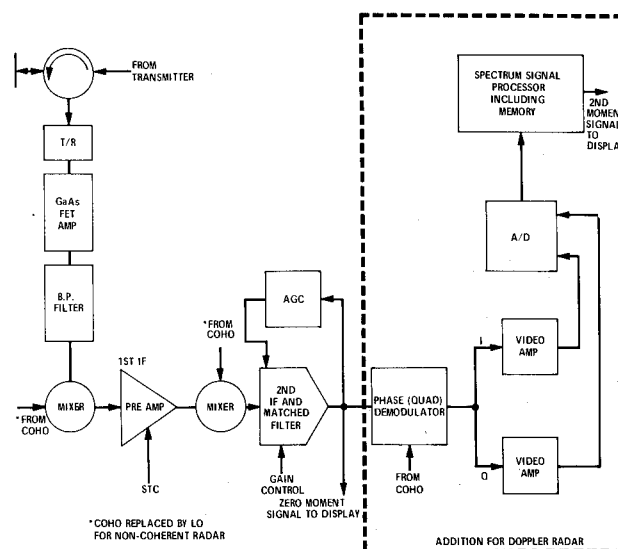 FROM
TRANSMITTER
T/R
GaAs
FET
AMP
B.P.
FILTER
MIXER
*FROM
COHO
1ST 1F
PRE AMP
STC
*FROM
COHO
MIXER
AGC
2ND
IF AND
MATCHED
FILTER
GAIN
CONTROL
ZERO MOMENT
SIGNAL TO DISPLAY
*COHO REPLACED BY LO
FOR NON-COHERENT RADAR
SPECTRUM SIGNAL
PROCESSOR
INCLUDING
MEMORY
2ND
MOMENT
SIGNAL
TO
DISPLAY
A/D
PHASE (QUAD)
DEMODULATOR
FROM
COHO
I
VIDEO
AMP
Q
VIDEO
AMP
ADDITION FOR DOPPLER RADAR